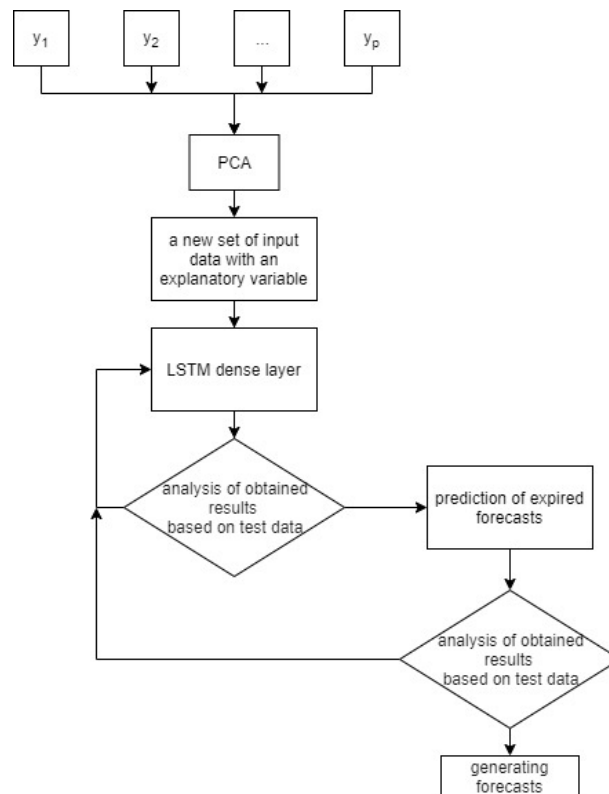 y1
y2
...
yp
PCA
a new set of input
data with an
explanatory variable
LSTM dense layer
analysis of obtained
results
based on test data
prediction of expired
forecasts
analysis of obtained
results
based on test data
generating
forecasts